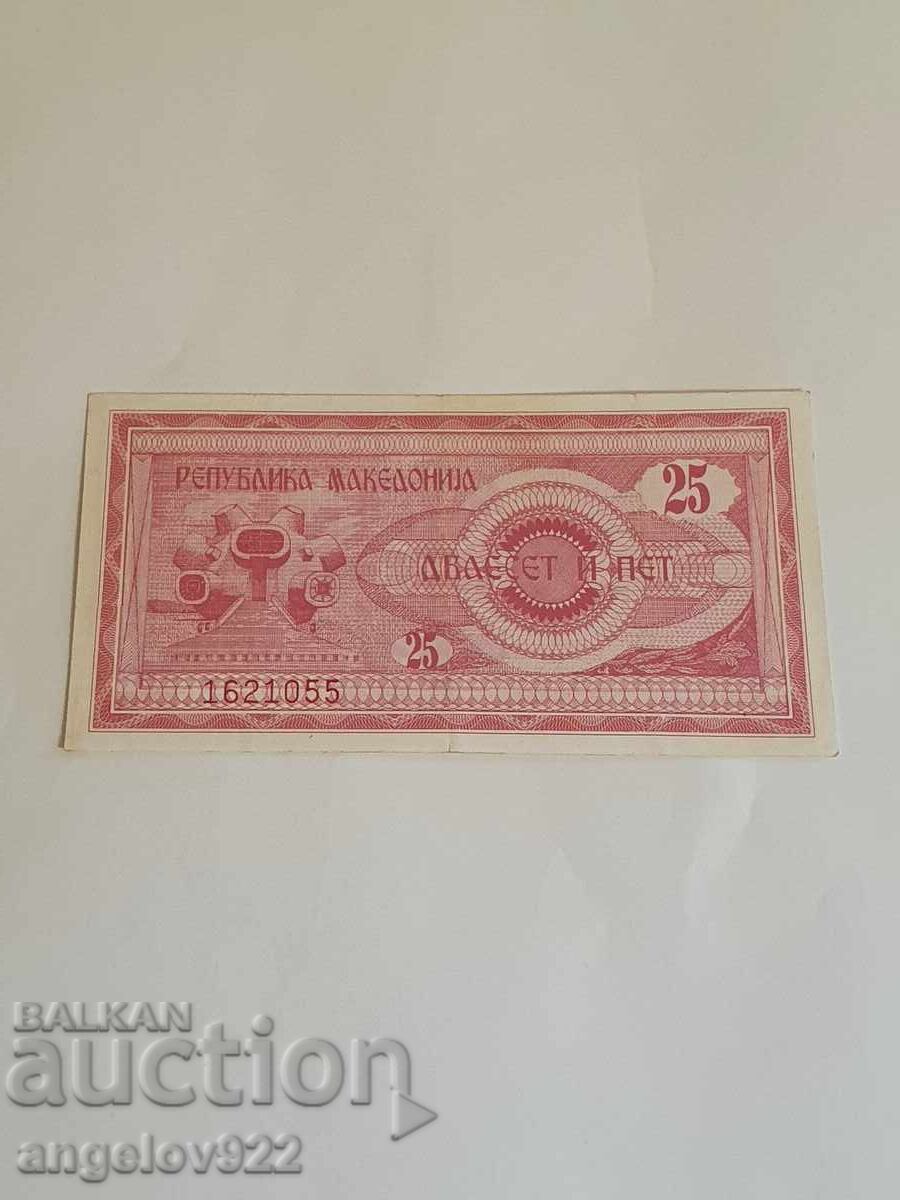 РЕПУБЛИКА МАКЕДОНИЈА
25
ДВАЕСЕТ И ПЕТ
25
1621055
BALKAN
auction
angelov922